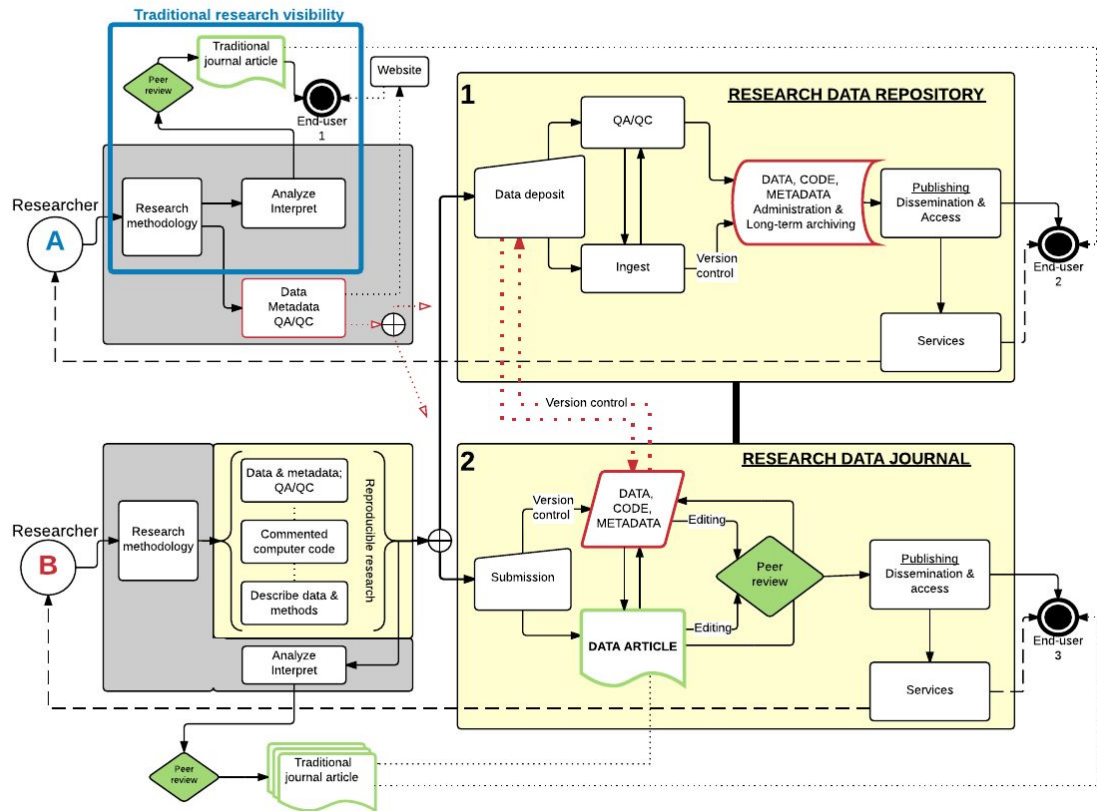 Traditional research visibility
Traditional
journal article
Peer
review
Website
End-user
1
Researcher
A
Research
methodology
Analyze
Interpret
Data
Metadata
QA/QC
1
RESEARCH DATA REPOSITORY
QA/QC
Data deposit
Ingest
Version
control
DATA, CODE,
METADATA
Administration &
Long-term archiving
Publishing
Dissemination &
Access
End-user
2
Services
Version control
Researcher
B
Research
methodology
Data & metadata;
QA/QC
Commented
computer code
Describe data &
methods
Reproducible research
Analyze
Interpret
Peer
review
Traditional
journal article
2
RESEARCH DATA JOURNAL
Version
control
DATA,
CODE,
METADATA
Submission
DATA ARTICLE
Editing
Editing
Peer
review
Publishing
Dissemination &
access
End-user
3
Services